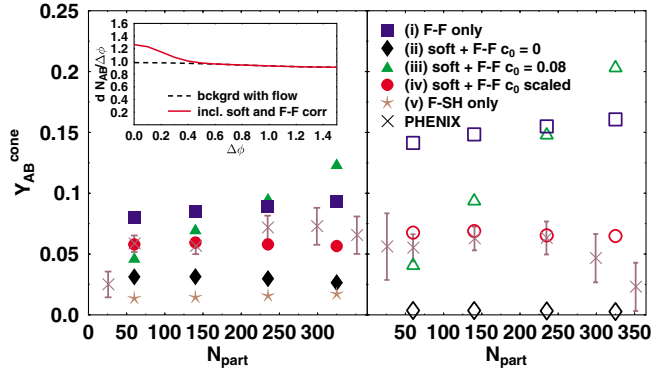 0.25
0.2
0.15
0.1
0.05
0.0
Y_AB^cone
d N_AB/Δϕ
1.4
1.2
1.0
0.8
0.6
0.4
0.2
bckgrd with flow
incl. soft and F-F corr
0.0 0.2 0.4 0.6 0.8 1.0 1.2 1.4
Δϕ
(i) F-F only
(ii) soft + F-F c₀ = 0
(iii) soft + F-F c₀ = 0.08
(iv) soft + F-F c₀ scaled
(v) F-SH only
PHENIX
0 50 100 150 200 250 300
N_part
50 100 150 200 250 300 350
N_part